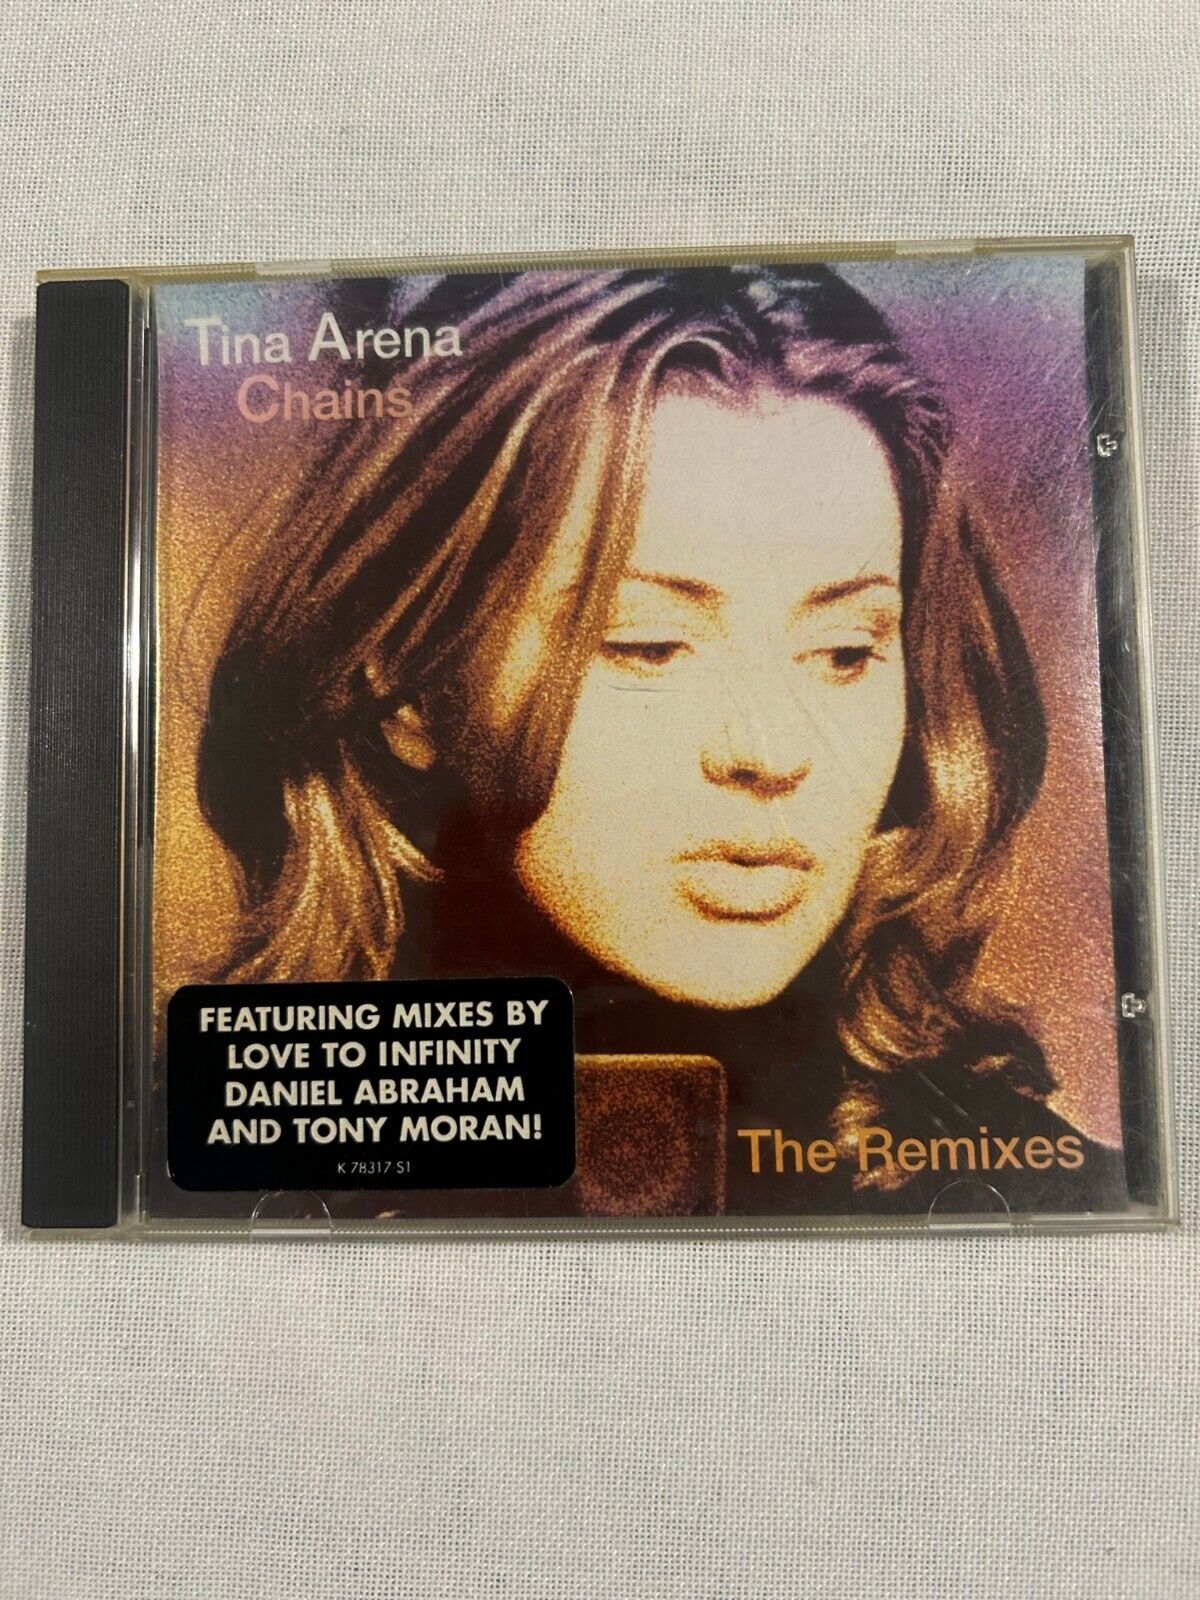 Tina Arena
Chains
FEATURING MIXES BY
LOVE TO INFINITY
DANIEL ABRAHAM
AND TONY MORAN!
K 78317-S1
The Remixes